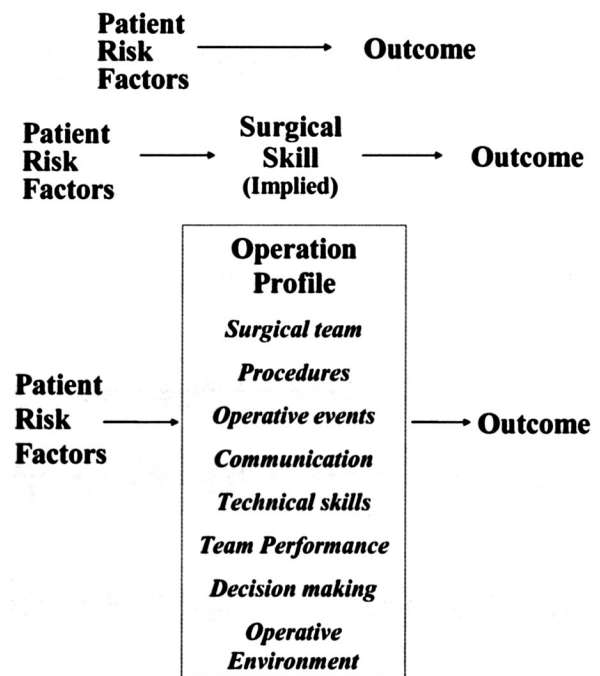 Patient
Risk
Factors
Outcome
Patient
Risk
Factors
Surgical
Skill
(Implied)
Outcome
Patient
Risk
Factors
Operation
Profile
Surgical team
Procedures
Operative events
Communication
Technical skills
Team Performance
Decision making
Operative
Environment
Outcome